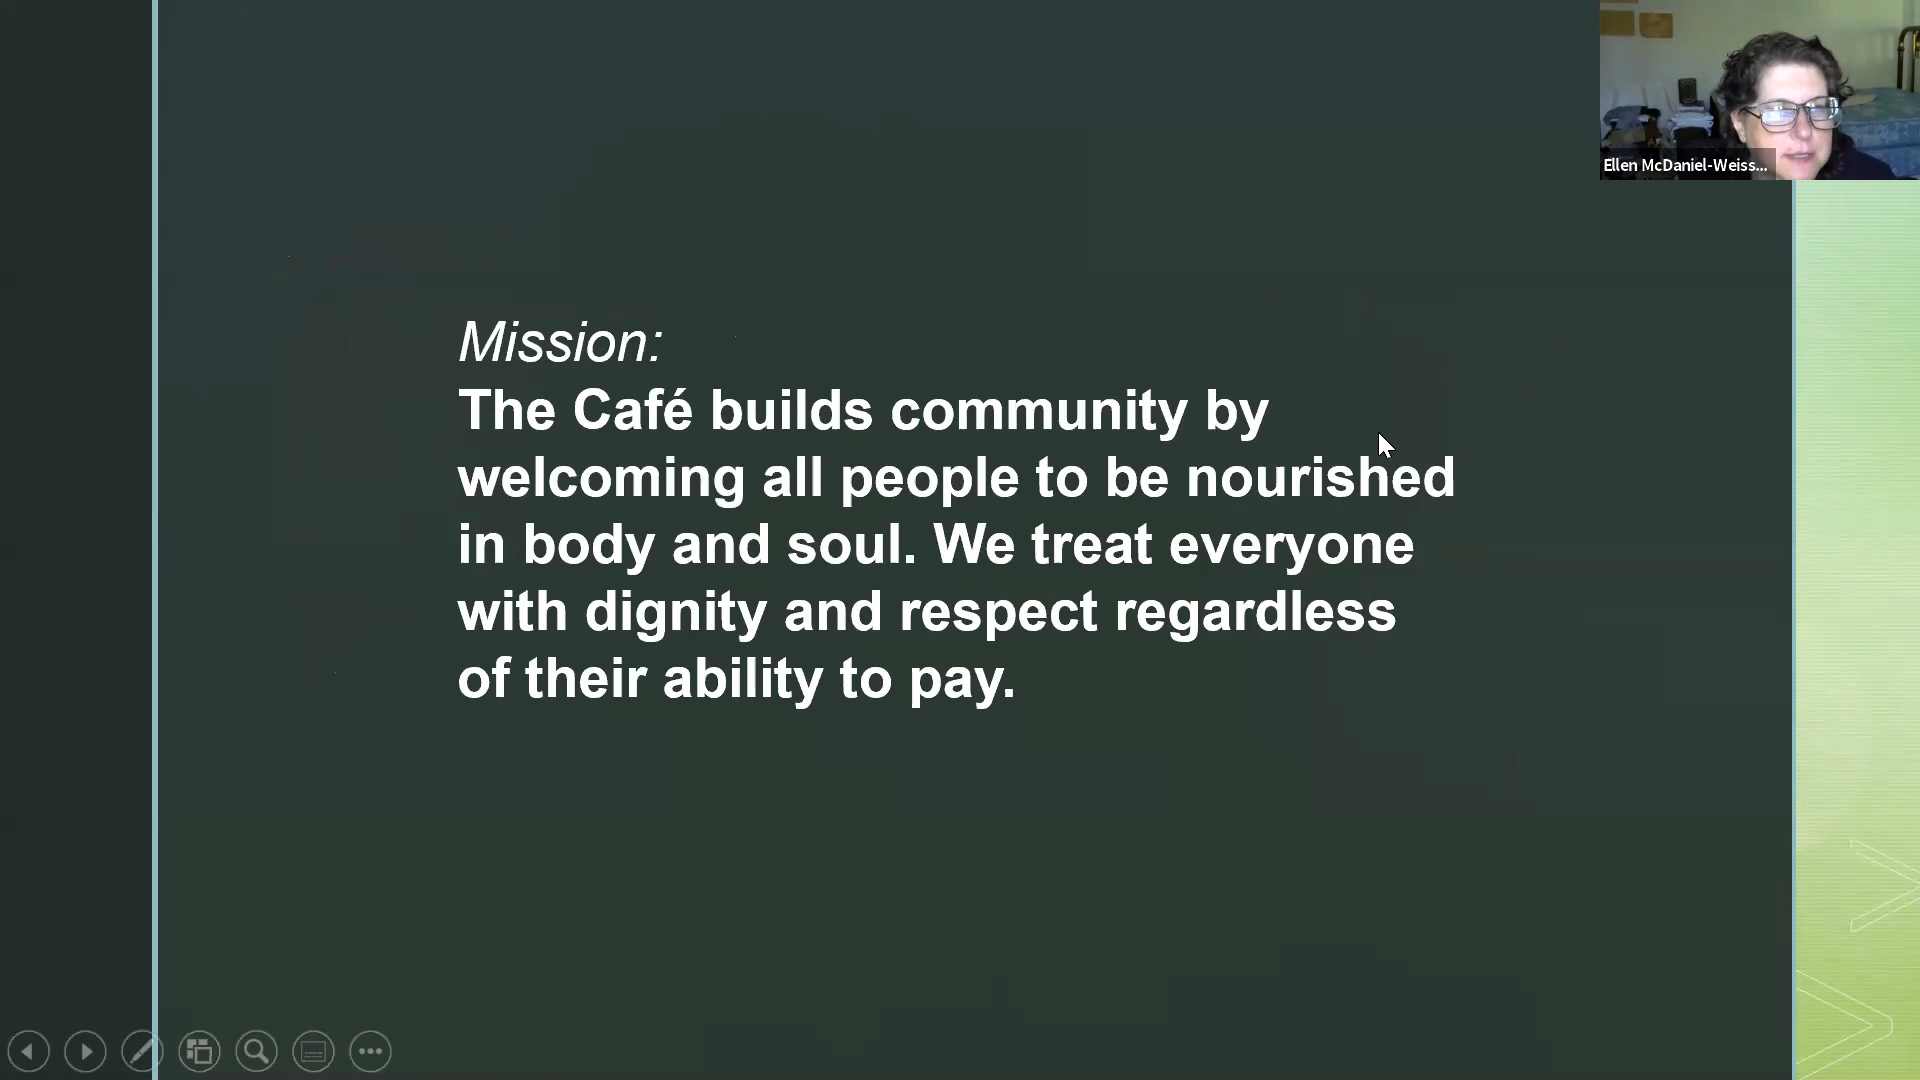 Ellen McDaniel-Weiss...
Mission:
The Café builds community by
welcoming all people to be nourished
in body and soul. We treat everyone
with dignity and respect regardless
of their ability to pay.